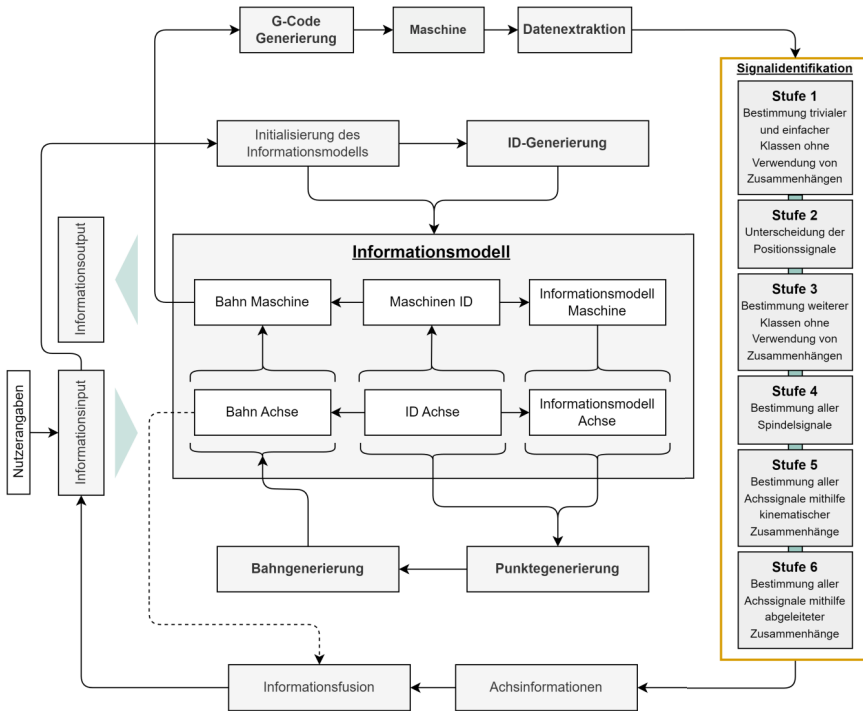 G-Code
Generierung
Maschine
Datenextraktion
Signalidentifikation
Stufe 1
Bestimmung trivialer
und einfacher
Klassen ohne
Verwendung von
Zusammenhängen
Stufe 2
Unterscheidung der
Positionssignale
Stufe 3
Bestimmung weiterer
Klassen ohne
Verwendung von
Zusammenhängen
Stufe 4
Bestimmung aller
Spindelsignale
Stufe 5
Bestimmung aller
Achssignale mithilfe
kinematischer
Zusammenhänge
Stufe 6
Bestimmung aller
Achssignale mithilfe
abgeleiteter
Zusammenhänge
Initialisierung des
Informationsmodells
ID-Generierung
Informationsoutput
Nutzerangaben
Informationsinput
Informationsmodell
Bahn Maschine
Maschinen ID
Informationsmodell
Maschine
Bahn Achse
ID Achse
Informationsmodell
Achse
Bahngenerierung
Punktegenerierung
Informationsfusion
Achsinformationen